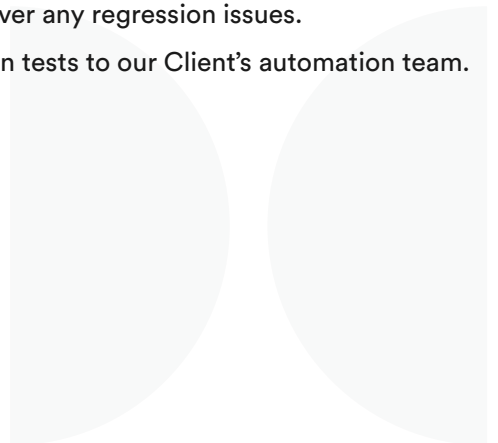 ver any regression issues.
n tests to our Client’s automation team.